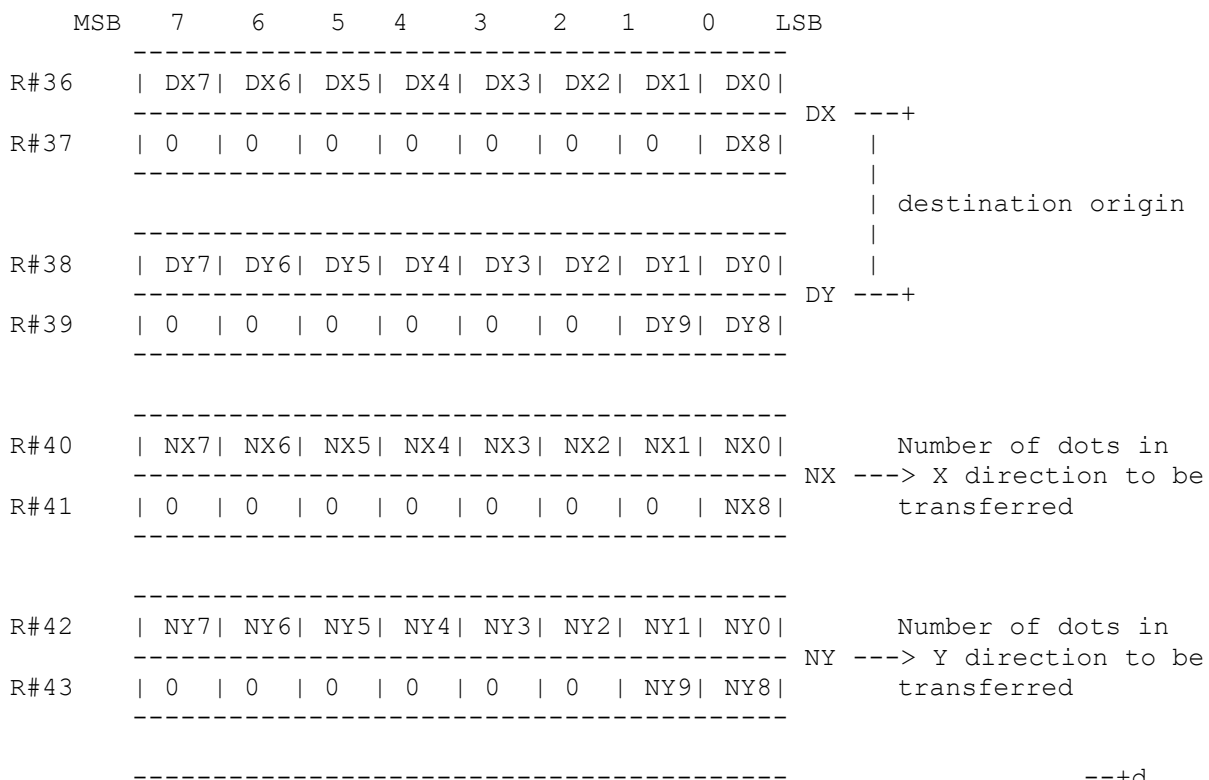 MSB   7    6    5   4    3    2   1    0    LSB
        -----------------------------------------
R#36    | DX7| DX6| DX5| DX4| DX3| DX2| DX1| DX0|
        ----------------------------------------- DX ---+
R#37    | 0  | 0  | 0  | 0  | 0  | 0  | 0  | DX8|     |
        -----------------------------------------     |
                                                      | destination origin
        -----------------------------------------     |
R#38    | DY7| DY6| DY5| DY4| DY3| DY2| DY1| DY0|     |
        ----------------------------------------- DY ---+
R#39    | 0  | 0  | 0  | 0  | 0  | 0  | DY9| DY8|
        -----------------------------------------

        -----------------------------------------
R#40    | NX7| NX6| NX5| NX4| NX3| NX2| NX1| NX0|       Number of dots in
        ----------------------------------------- NX ---> X direction to be
R#41    | 0  | 0  | 0  | 0  | 0  | 0  | 0  | NX8|       transferred
        -----------------------------------------

        -----------------------------------------
R#42    | NY7| NY6| NY5| NY4| NY3| NY2| NY1| NY0|       Number of dots in
        ----------------------------------------- NY ---> Y direction to be
R#43    | 0  | 0  | 0  | 0  | 0  | 0  | NY9| NY8|       transferred
        -----------------------------------------

        -----------------------------------------                   --+d